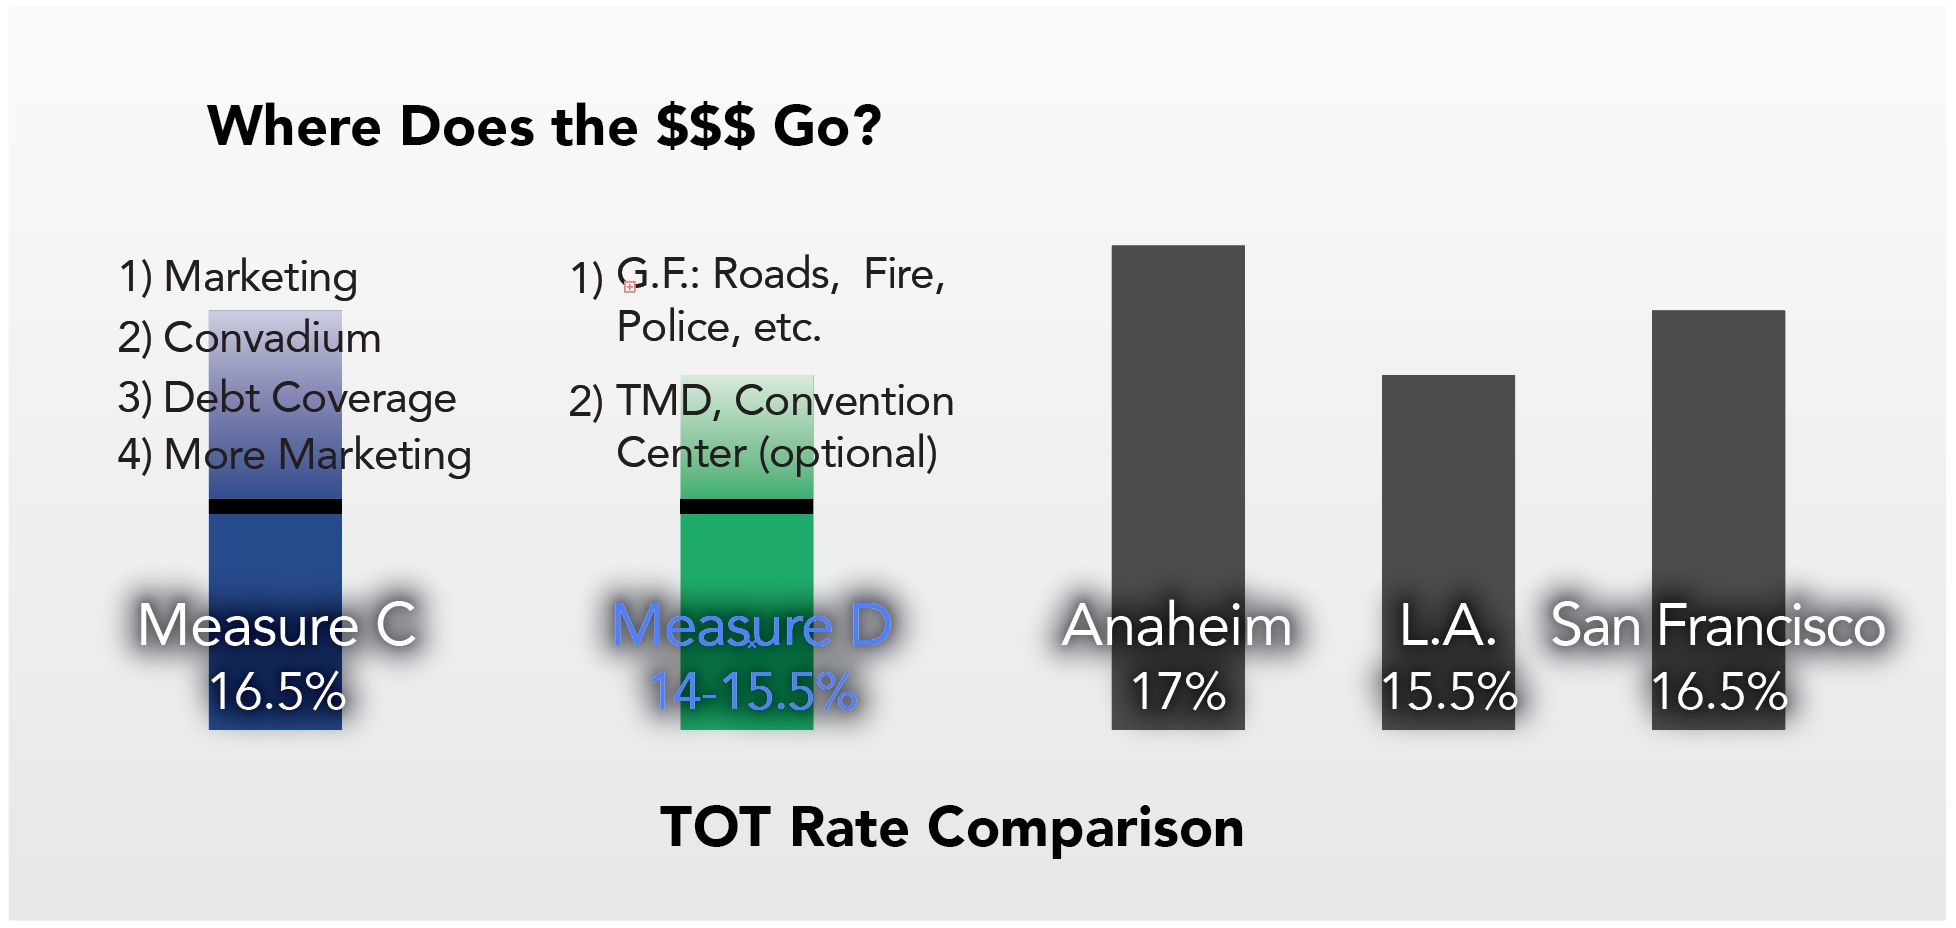 Where Does the $$$ Go?
1) Marketing
2) Convadium
3) Debt Coverage
4) More Marketing
1) G.F.: Roads, Fire,
Police, etc.
2) TMD, Convention
Center (optional)
Measure C
16.5%
Measure D
14-15.5%
Anaheim
17%
L.A.
15.5%
San Francisco
16.5%
TOT Rate Comparison